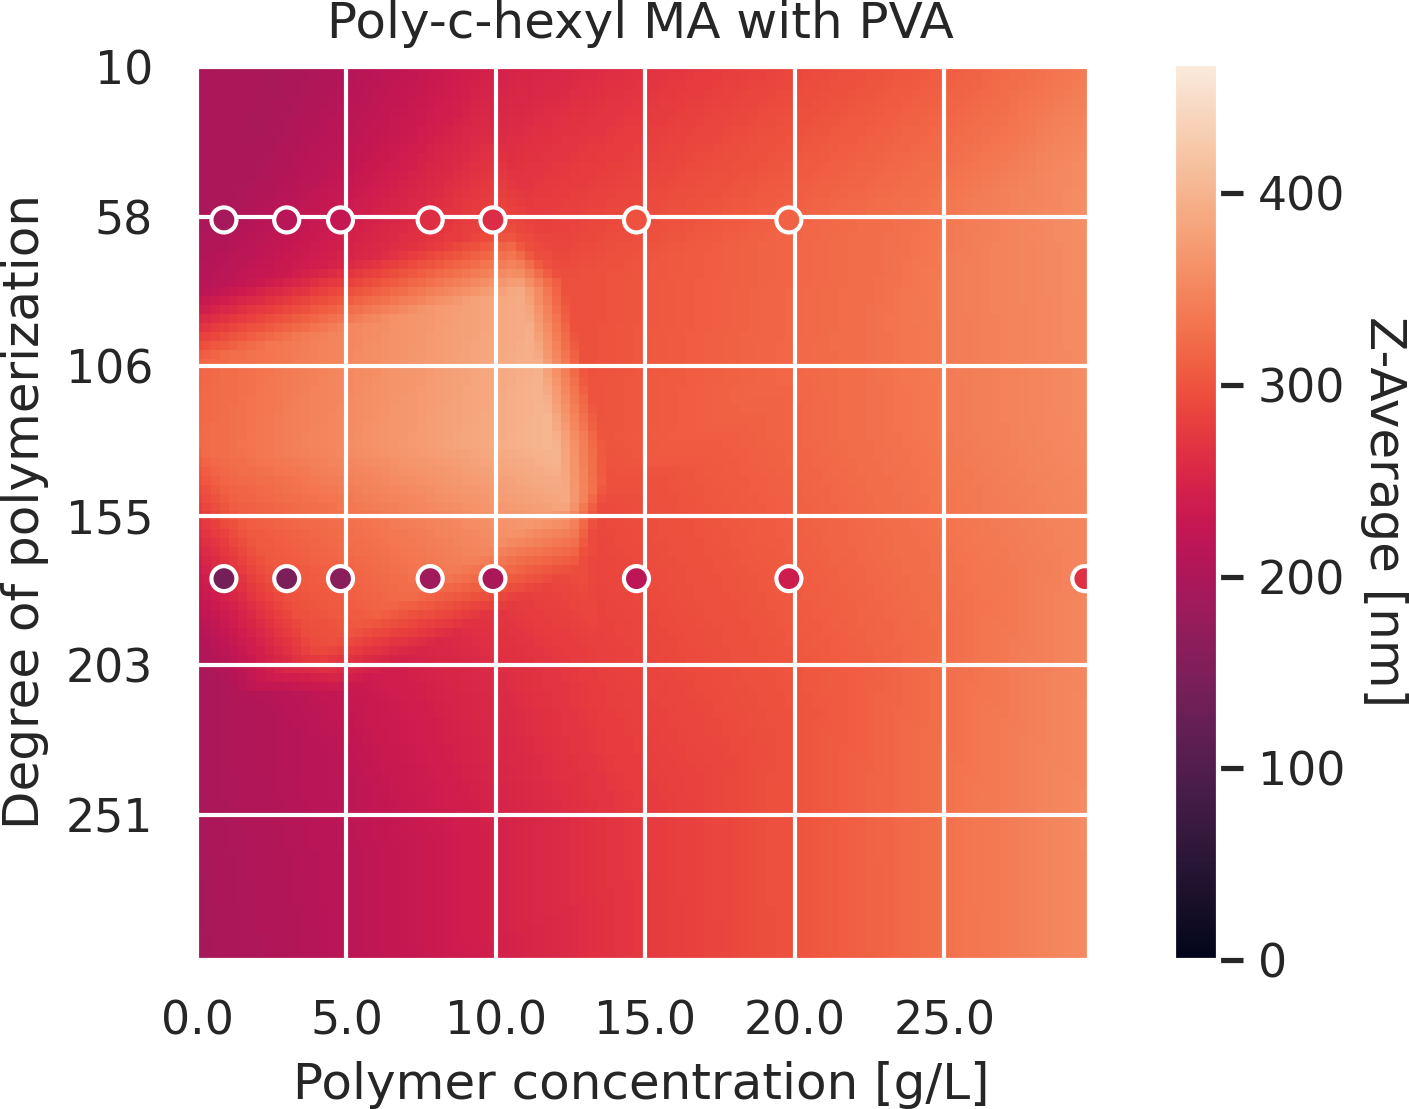 Poly-c-hexyl MA with PVA
10
58
106
155
203
251
Degree of polymerization
0.0 5.0 10.0 15.0 20.0 25.0
Polymer concentration [g/L]
400
300
200
100
0
Z-Average [nm]